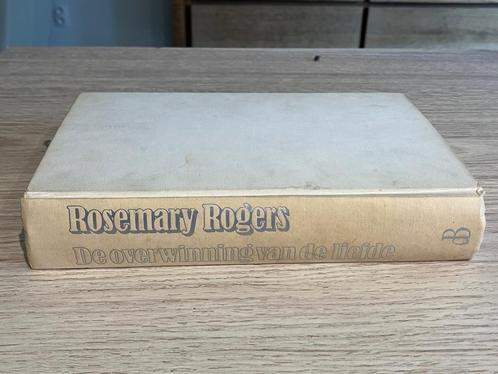 Rosemary Rogers
De overwinning van de liefde